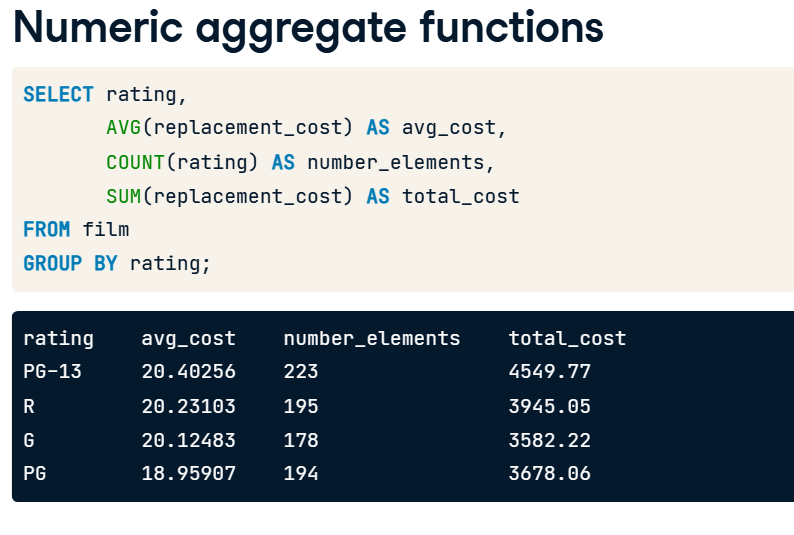 Numeric aggregate functions
SELECT rating,
AVG(replacement_cost) AS avg_cost,
COUNT(rating) AS number_elements,
SUM(replacement_cost) AS total_cost
FROM film
GROUP BY rating;
rating avg_cost number_elements total_cost
PG-13 20.40256 223 4549.77
R 20.23103 195 3945.05
G 20.12483 178 3582.22
PG 18.95907 194 3678.06